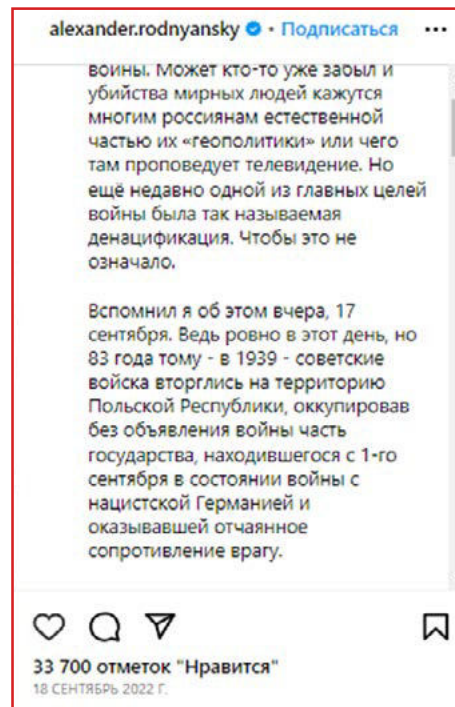 alexander.rodnyansky • Подписаться •••
войны. Может кто-то уже забыл и
убийства мирных людей кажутся
многим россиянам естественной
частью их «геополитики» или чего
там проповедует телевидение. Но
ещё недавно одной из главных целей
войны была так называемая
денацификация. Чтобы это не
означало.
Вспомнил я об этом вчера, 17
сентября. Ведь ровно в этот день, но
83 года тому - в 1939 - советские
войска вторглись на территорию
Польской Республики, оккупировав
без объявления войны часть
государства, находившегося с 1-го
сентября в состоянии войны с
нацистской Германией и
оказывавшей отчаянное
сопротивление врагу.
33 700 отметок "Нравится"
18 СЕНТЯБРЬ 2022 Г.